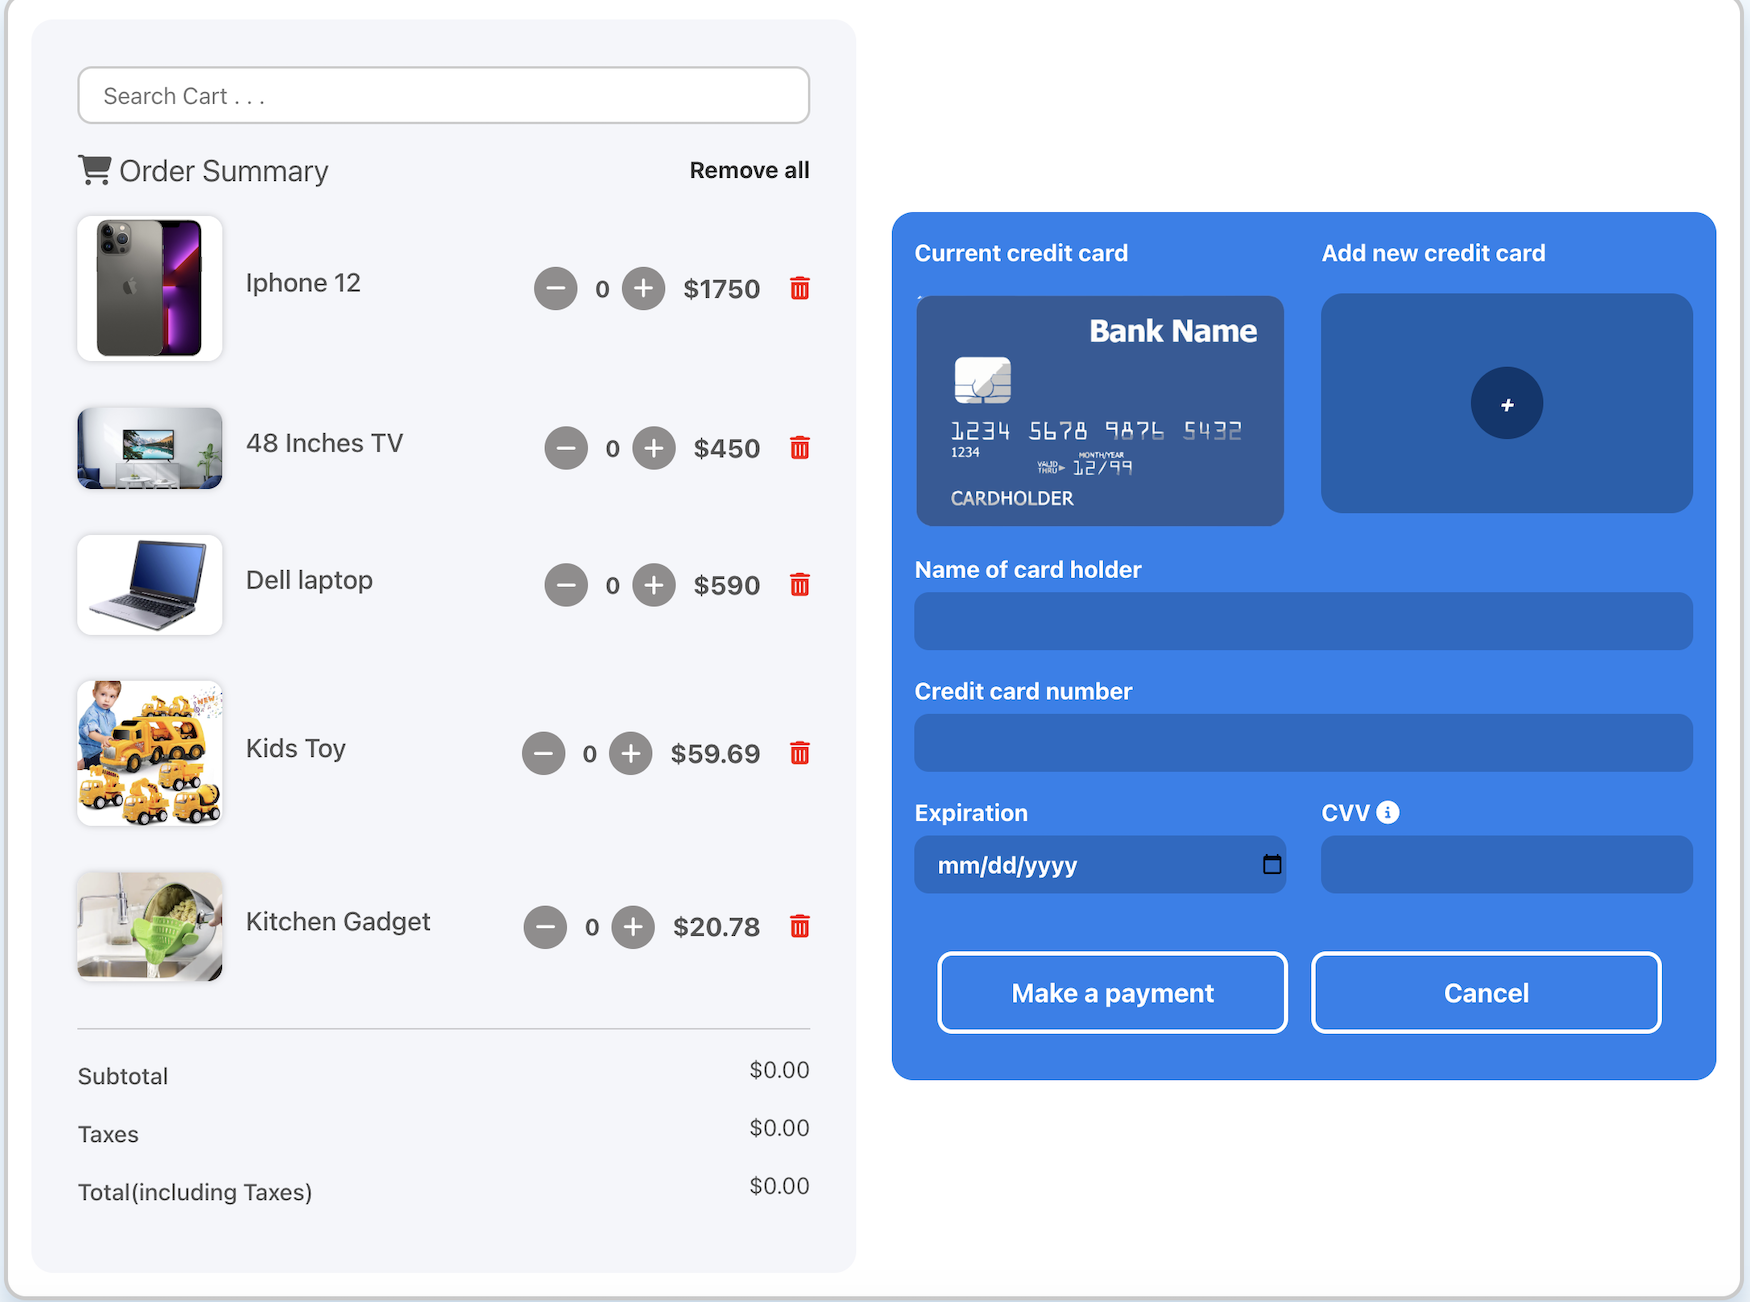 Search Cart . . .
Order Summary
Remove all
Iphone 12
0
$1750
48 Inches TV
0
$450
Dell laptop
0
$590
NEW
Kids Toy
0
$59.69
Kitchen Gadget
0
$20.78
Subtotal
$0.00
Taxes
$0.00
Total(including Taxes)
$0.00
Current credit card
Add new credit card
Bank Name
1234 5678 9876 5432
1234
MONTH/YEAR
VALID THRU
12/99
CARDHOLDER
+
Name of card holder
Credit card number
Expiration
CVV
mm/dd/yyyy
Make a payment
Cancel